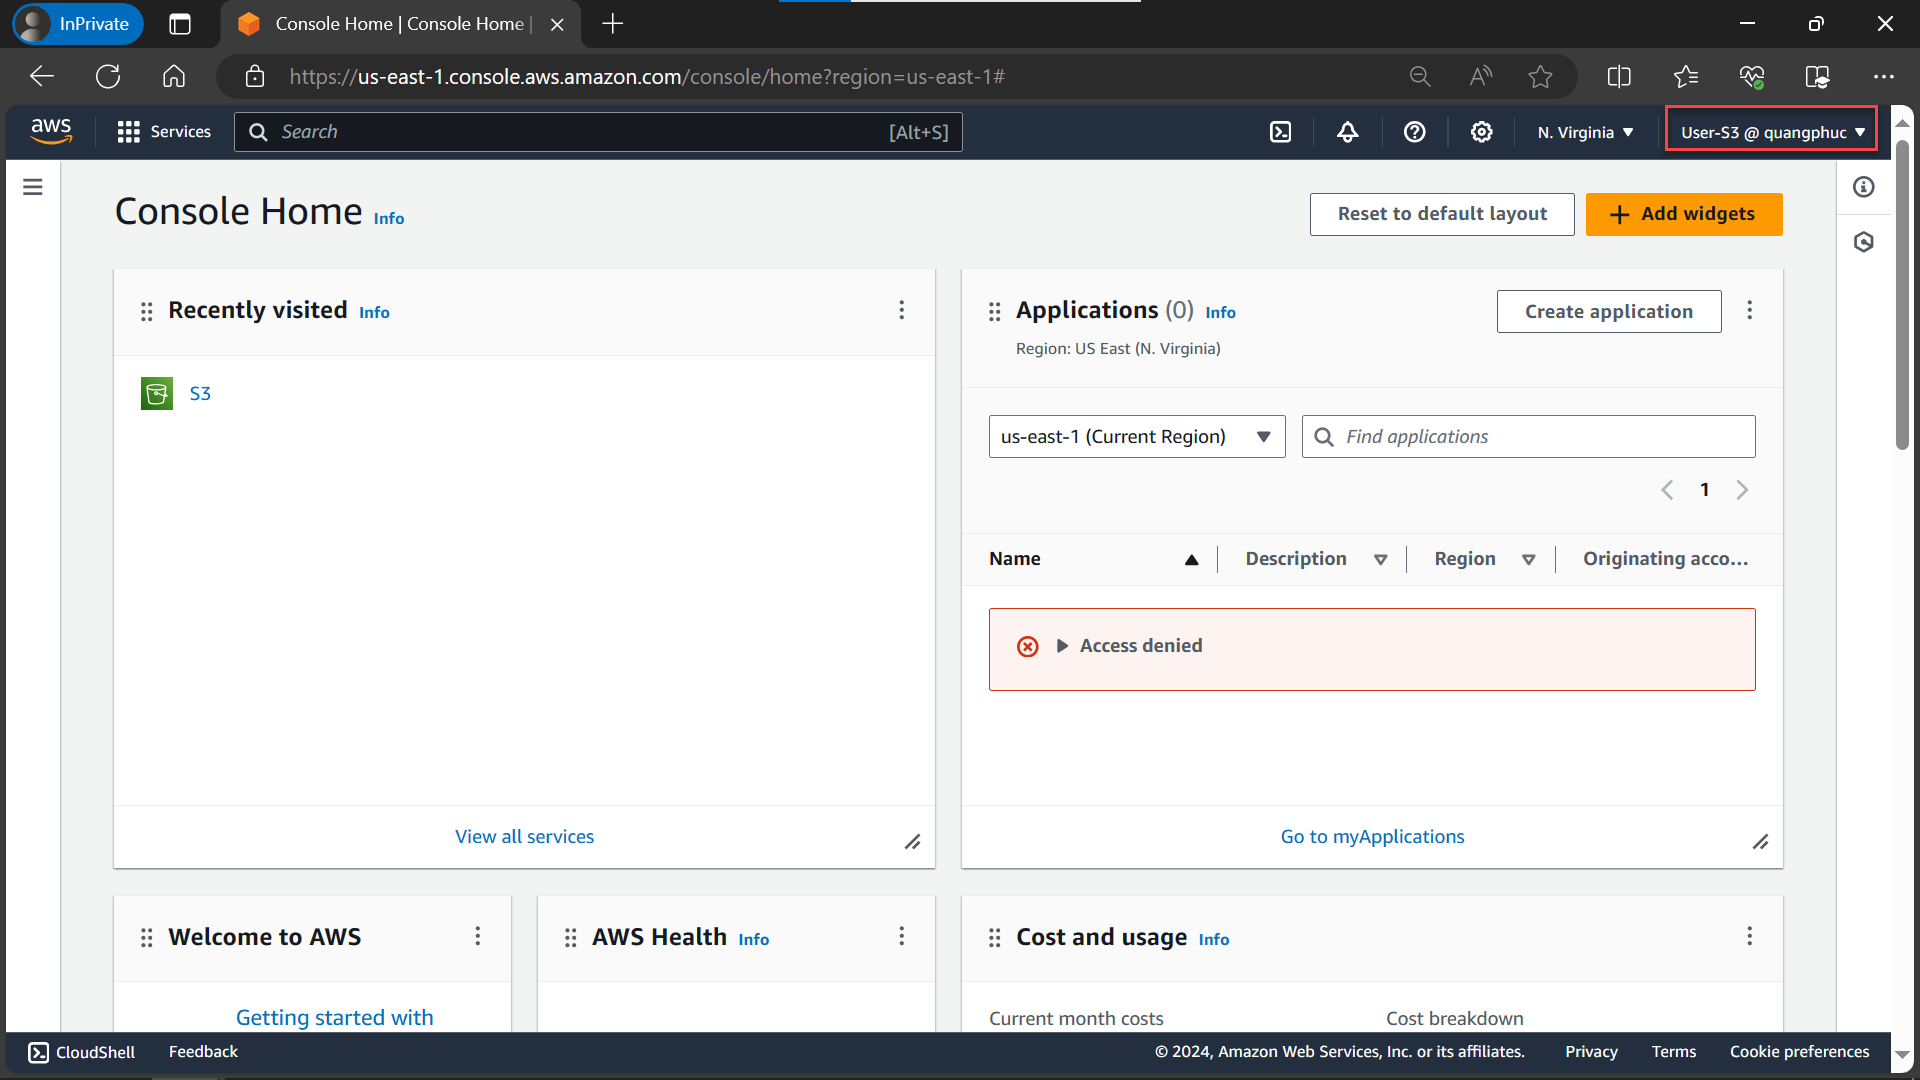 InPrivate
Console Home | Console Home |
https://us-east-1.console.aws.amazon.com/console/home?region=us-east-1#
aws
Services
Search
[Alt+S]
N. Virginia
User-S3 @ quangphuc
Console Home Info
Reset to default layout
Add widgets
Recently visited Info
S3
View all services
Applications (0) Info
Region: US East (N. Virginia)
Create application
us-east-1 (Current Region)
Find applications
1
Name
Description
Region
Originating acco...
Access denied
Go to myApplications
Welcome to AWS
Getting started with
AWS Health Info
Cost and usage Info
Current month costs
Cost breakdown
CloudShell
Feedback
© 2024, Amazon Web Services, Inc. or its affiliates.
Privacy
Terms
Cookie preferences